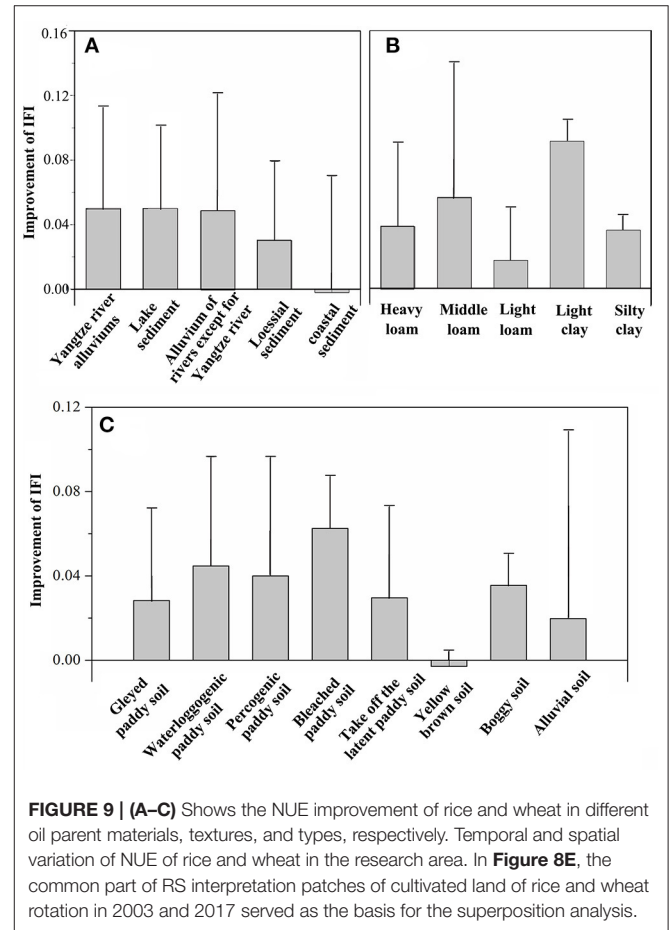 0.16
A
B
0.12
0.08
0.04
0.00
Improvement of IFI
Yangtze river
alluviums
Lake
sediment
Alluvium of
rivers except for
Yangtze river
Loessial
sediment
coastal
sediment
Heavy
loam
Middle
loam
Light
loam
Light
clay
Silty
clay
0.12
C
0.08
0.04
0.00
Improvement of IFI
Gleyed
paddy soil
Waterloggogenic
paddy soil
Percogenic
paddy soil
Bleached
paddy soil
Take off the
latent paddy soil
Yellow
brown soil
Boggy soil
Alluvial soil
FIGURE 9 | (A–C) Shows the NUE improvement of rice and wheat in different
oil parent materials, textures, and types, respectively. Temporal and spatial
variation of NUE of rice and wheat in the research area. In Figure 8E, the
common part of RS interpretation patches of cultivated land of rice and wheat
rotation in 2003 and 2017 served as the basis for the superposition analysis.